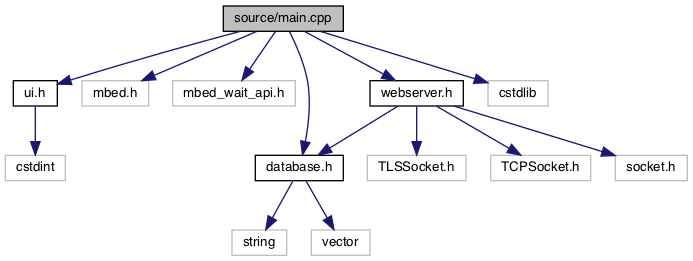 source/main.cpp
ui.h
mbed.h
mbed_wait_api.h
webserver.h
cstdlib
cstdint
database.h
TLSSocket.h
TCPSocket.h
socket.h
string
vector